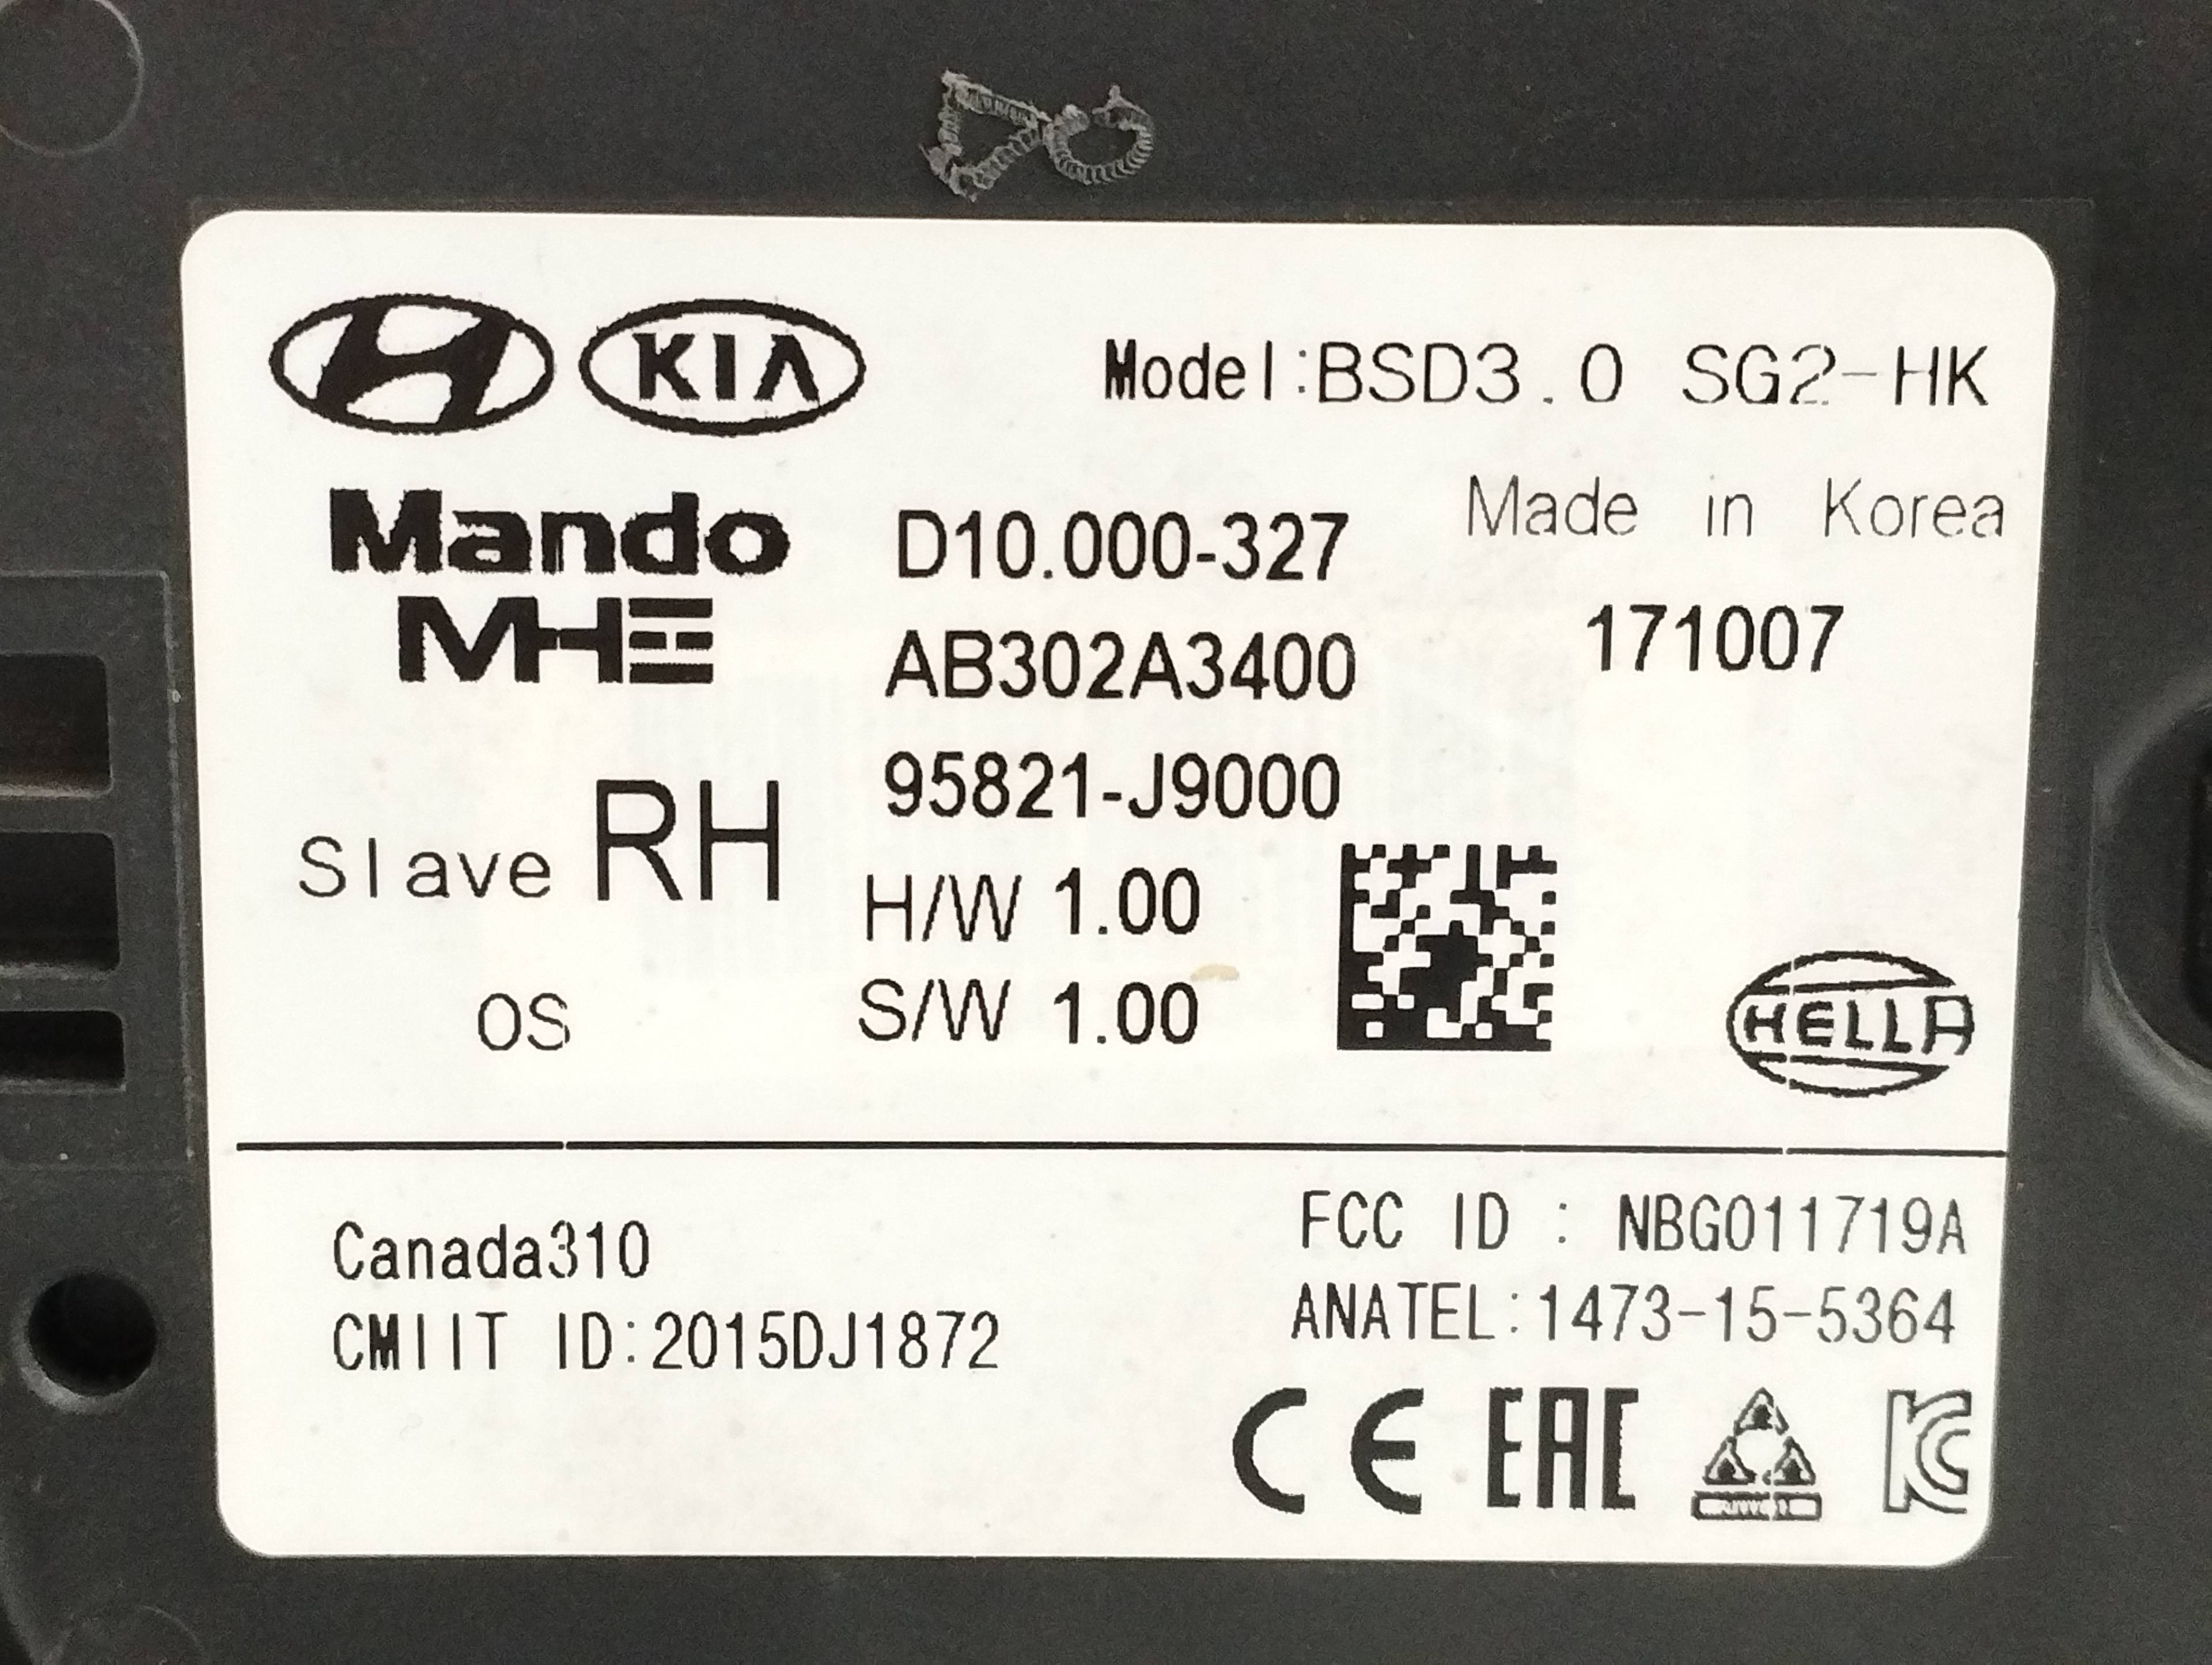 KIA
Model:BSD3.0 SG2-HK
Mando
MHE
D10.000-327
Made in Korea
AB302A3400
171007
95821-J9000
Slave RH
H/W 1.00
OS
S/W 1.00
HELLA
Canada310
FCC ID : NBG011719A
CMIIT ID:2015DJ1872
ANATEL:1473-15-5364
CE EAC KC